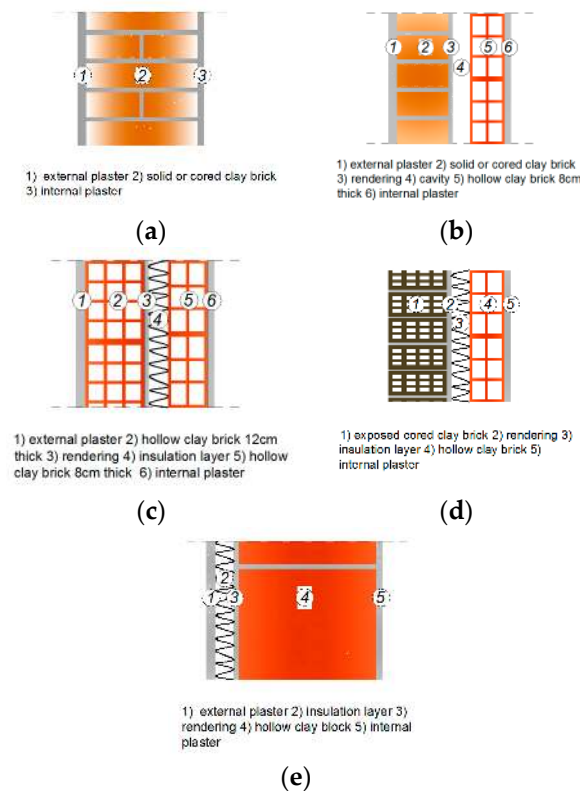 1 2 3
1) external plaster 2) solid or cored clay brick
3) internal plaster
(a)
1 2 3 4 5 6
1) external plaster 2) solid or cored clay brick
3) rendering 4) cavity 5) hollow clay brick 8cm
thick 6) internal plaster
(b)
1 2 3 4 5 6
1) external plaster 2) hollow clay brick 12cm
thick 3) rendering 4) insulation layer 5) hollow
clay brick 8cm thick 6) internal plaster
(c)
1 2 3 4 5
1) exposed cored clay brick 2) rendering 3)
insulation layer 4) hollow clay brick 5)
internal plaster
(d)
1 2 3 4 5
1) external plaster 2) insulation layer 3)
rendering 4) hollow clay block 5) internal
plaster
(e)